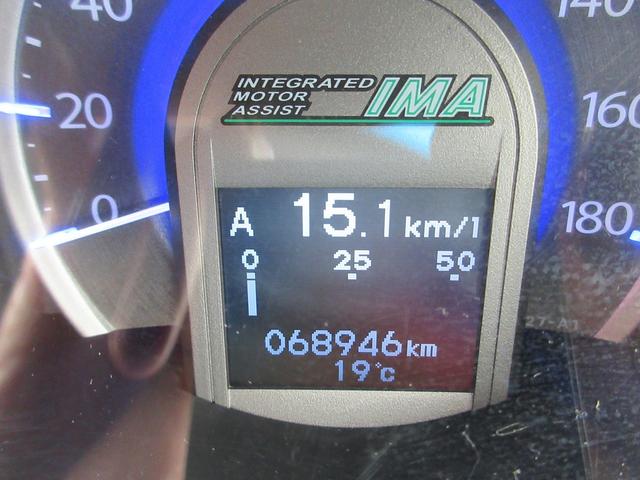 40
140
INTEGRATED
MOTOR
ASSIST
IMA
20
160
0
180
A 15.1 km/l
0 25 50
068946 km
19°c